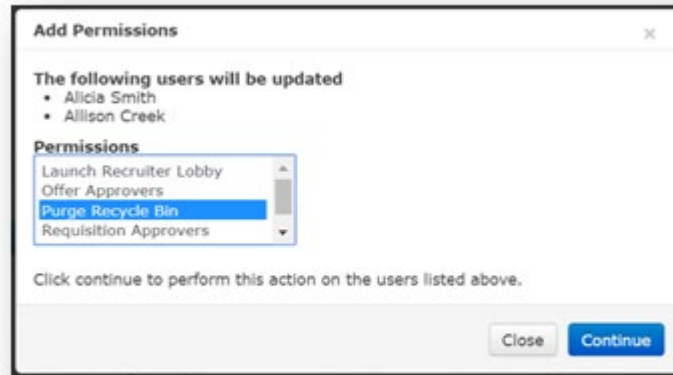 Add Permissions
×
The following users will be updated
• Alicia Smith
• Allison Creek
Permissions
Launch Recruiter Lobby
Offer Approvers
Purge Recycle Bin
Requisition Approvers
Click continue to perform this action on the users listed above.
Close Continue